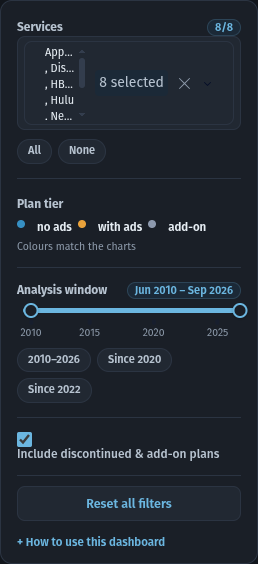 Services 8/8
App...
, Dis...
, HB...
, Hulu
. Ne...
8 selected
All None
Plan tier
no ads with ads add-on
Colours match the charts
Analysis window Jun 2010 – Sep 2026
2010 2015 2020 2025
2010–2026 Since 2020
Since 2022
Include discontinued & add-on plans
Reset all filters
+ How to use this dashboard